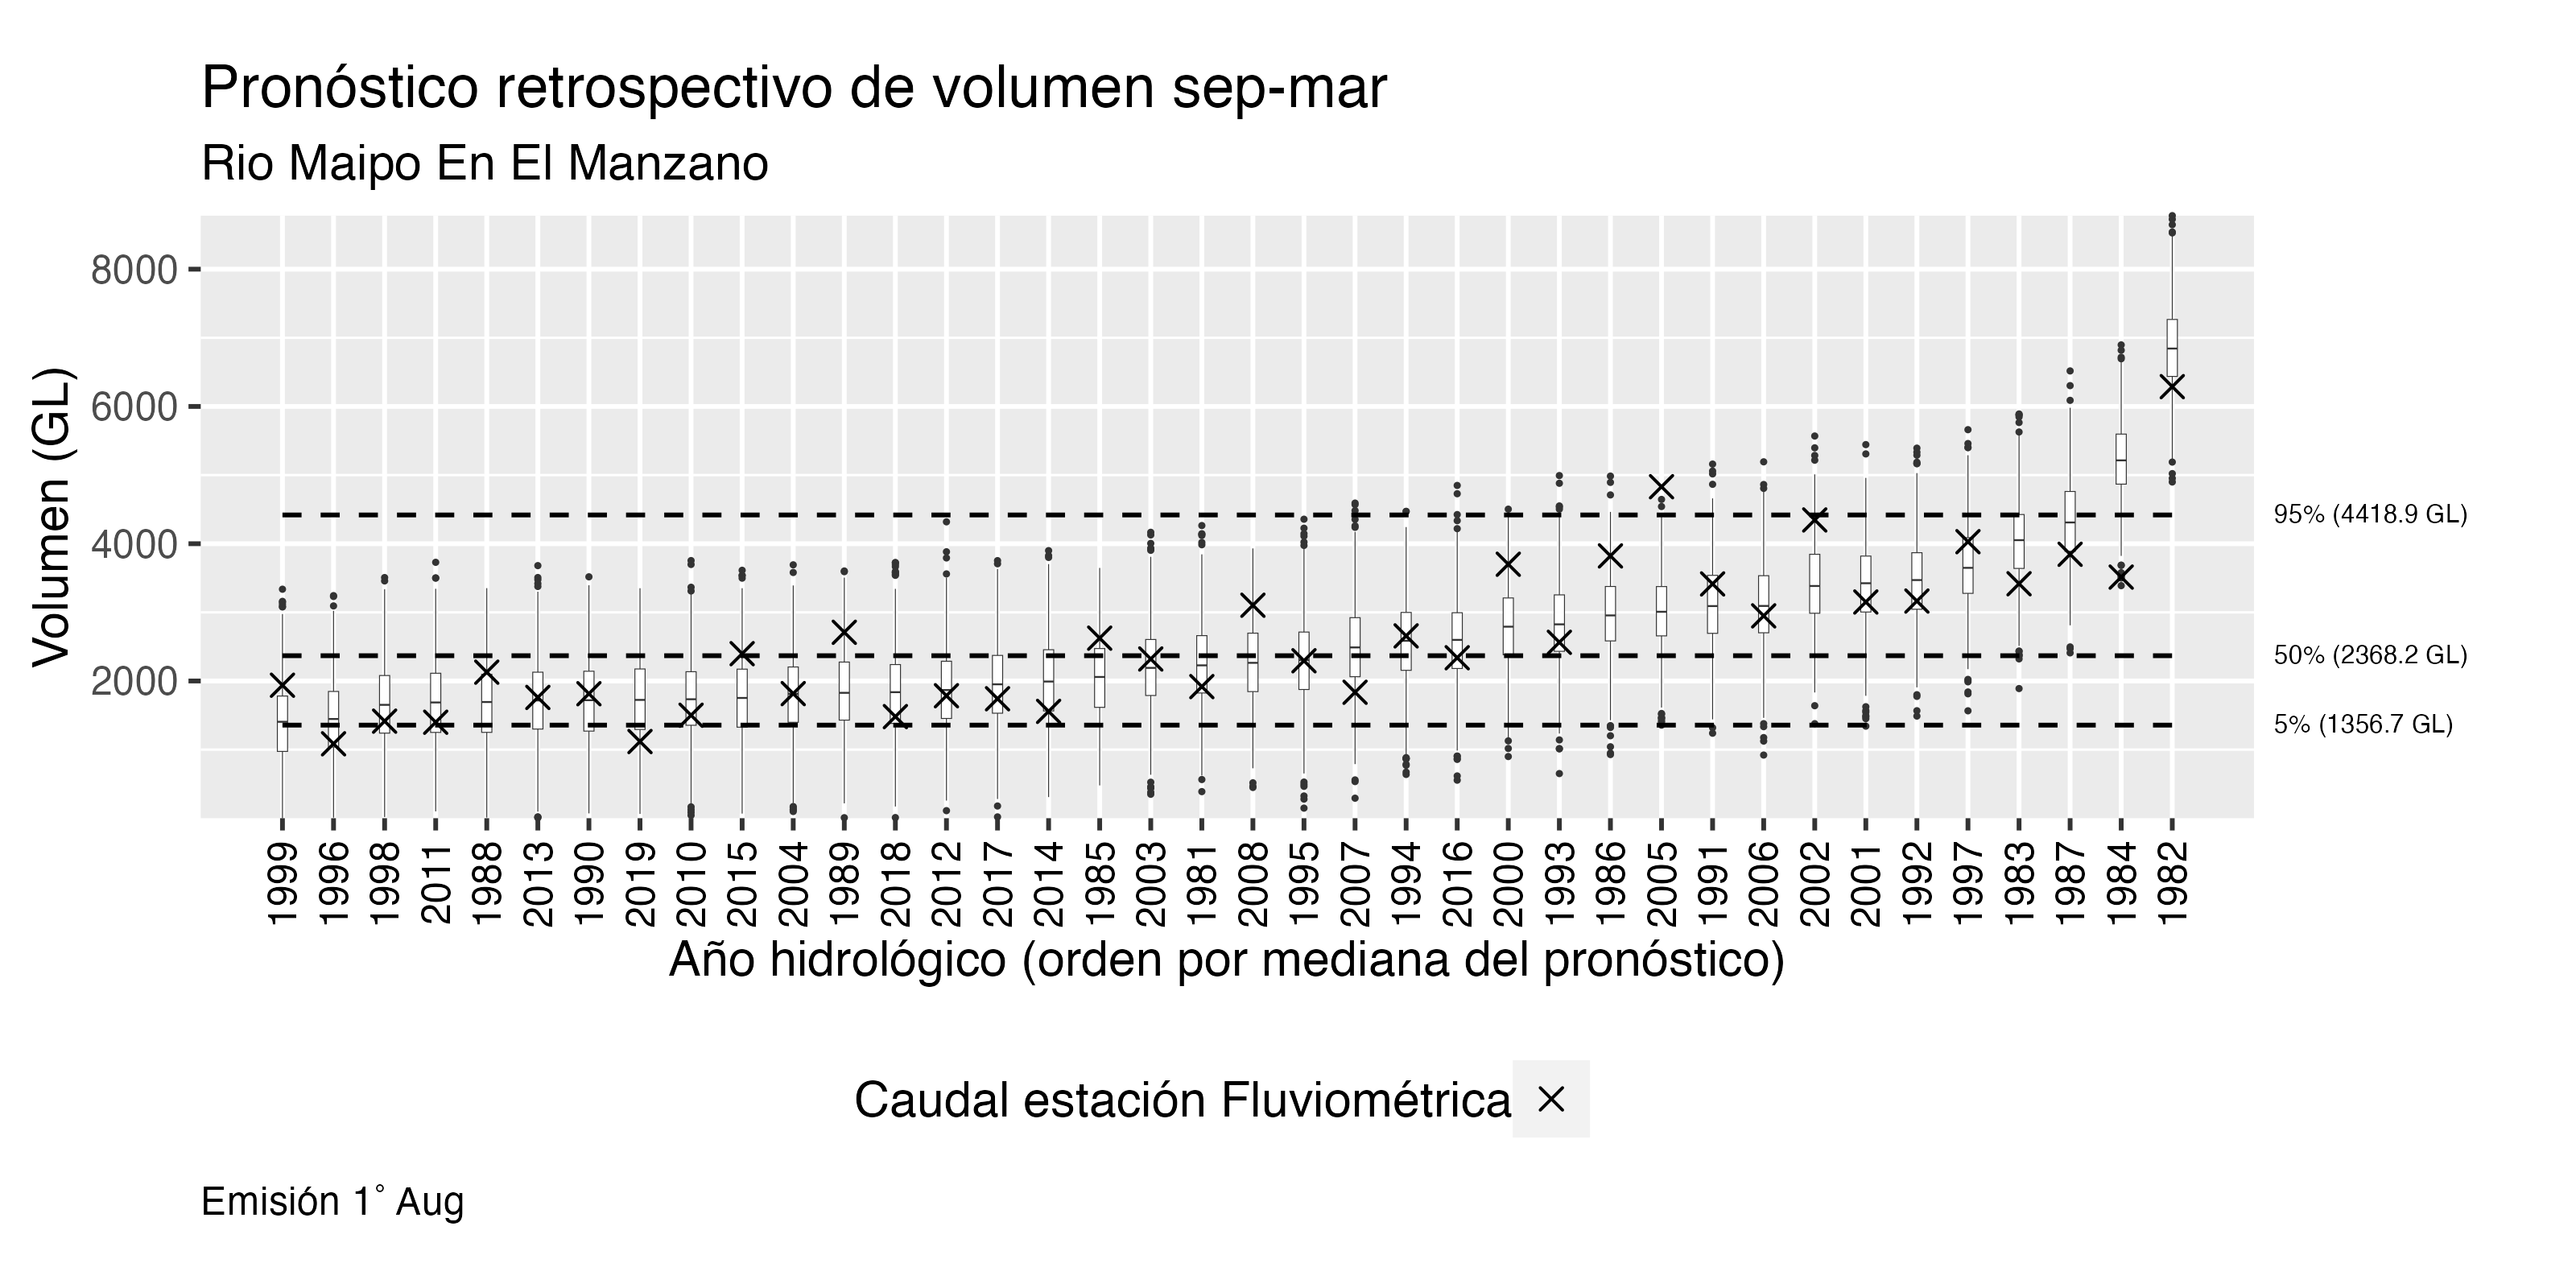 Pronóstico retrospectivo de volumen sep-mar
Rio Maipo En El Manzano
Volumen (GL)
8000
6000
4000
2000
95% (4418.9 GL)
50% (2368.2 GL)
5% (1356.7 GL)
1999 1996 1998 2011 1988 2013 1990 2019 2010 2015 2004 1989 2018 2012 2017 2014 1985 2003 1981 2008 1995 2007 1994 2016 2000 1993 1986 2005 1991 2006 2002 2001 1992 1997 1983 1987 1984 1982
Año hidrológico (orden por mediana del pronóstico)
Caudal estación Fluviométrica
Emisión 1° Aug